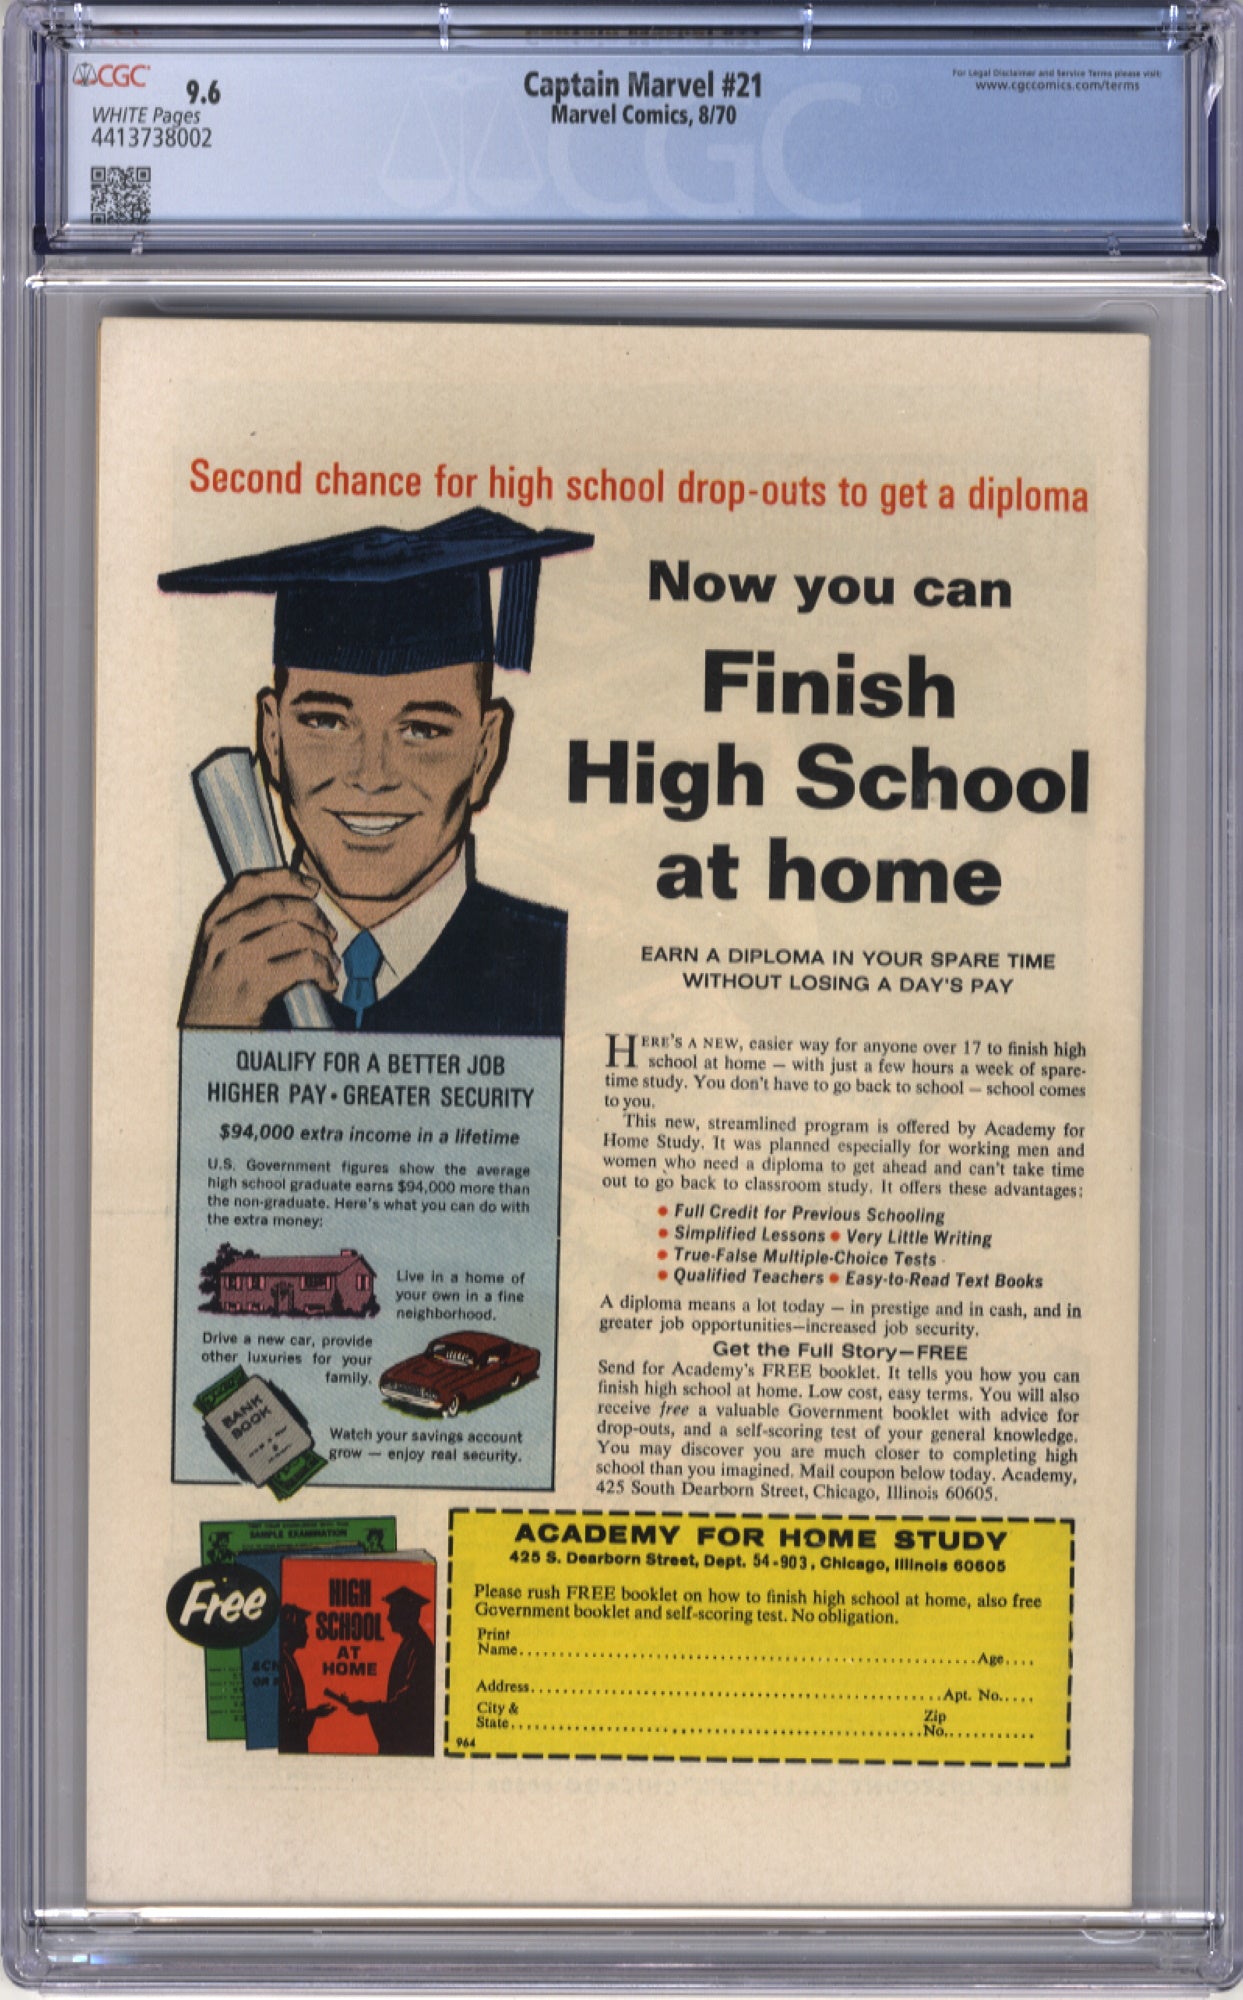 CGC
9.6
WHITE Pages
4413738002
Captain Marvel #21
Marvel Comics, 8/70
For Legal Disclaimer and Service Terms please visit:
www.cgccomics.com/terms
CGC
Second chance for high school drop-outs to get a diploma
Now you can
Finish
High School
at home
EARN A DIPLOMA IN YOUR SPARE TIME
WITHOUT LOSING A DAY'S PAY
QUALIFY FOR A BETTER JOB
HIGHER PAY • GREATER SECURITY
$94,000 extra income in a lifetime
U.S. Government figures show the average
high school graduate earns $94,000 more than
the non-graduate. Here's what you can do with
the extra money:
Live in a home of
your own in a fine
neighborhood.
Drive a new car, provide
other luxuries for your
family.
BANK
BOOK
Watch your savings account
grow — enjoy real security.
HERE'S A NEW, easier way for anyone over 17 to finish high
school at home — with just a few hours a week of spare-
time study. You don't have to go back to school — school comes
to you.
This new, streamlined program is offered by Academy for
Home Study. It was planned especially for working men and
women who need a diploma to get ahead and can't take time
out to go back to classroom study. It offers these advantages:
• Full Credit for Previous Schooling
• Simplified Lessons • Very Little Writing
• True-False Multiple-Choice Tests
• Qualified Teachers • Easy-to-Read Text Books
A diploma means a lot today — in prestige and in cash, and in
greater job opportunities—increased job security.
Get the Full Story—FREE
Send for Academy's FREE booklet. It tells you how you can
finish high school at home. Low cost, easy terms. You will also
receive free a valuable Government booklet with advice for
drop-outs, and a self-scoring test of your general knowledge.
You may discover you are much closer to completing high
school than you imagined. Mail coupon below today. Academy,
425 South Dearborn Street, Chicago, Illinois 60605.
SAMPLE EXAMINATION
Free
HIGH
SCHOOL
AT
HOME
ACADEMY FOR HOME STUDY
425 S. Dearborn Street, Dept. 54-903, Chicago, Illinois 60605
Please rush FREE booklet on how to finish high school at home, also free
Government booklet and self-scoring test. No obligation.
Print
Name..........Age....
Address..........Apt. No.....
City &
State..........Zip No..........
964